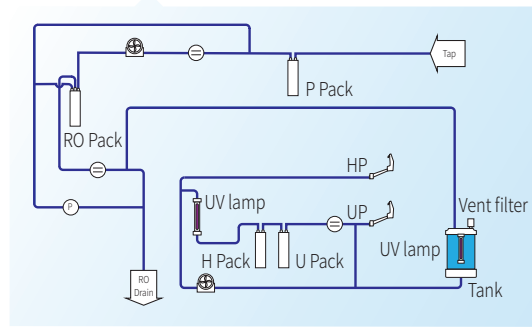 Tap
P Pack
RO Pack
HP
UV lamp
UP
Vent filter
UV lamp
H Pack
U Pack
P
RO
Drain
Tank